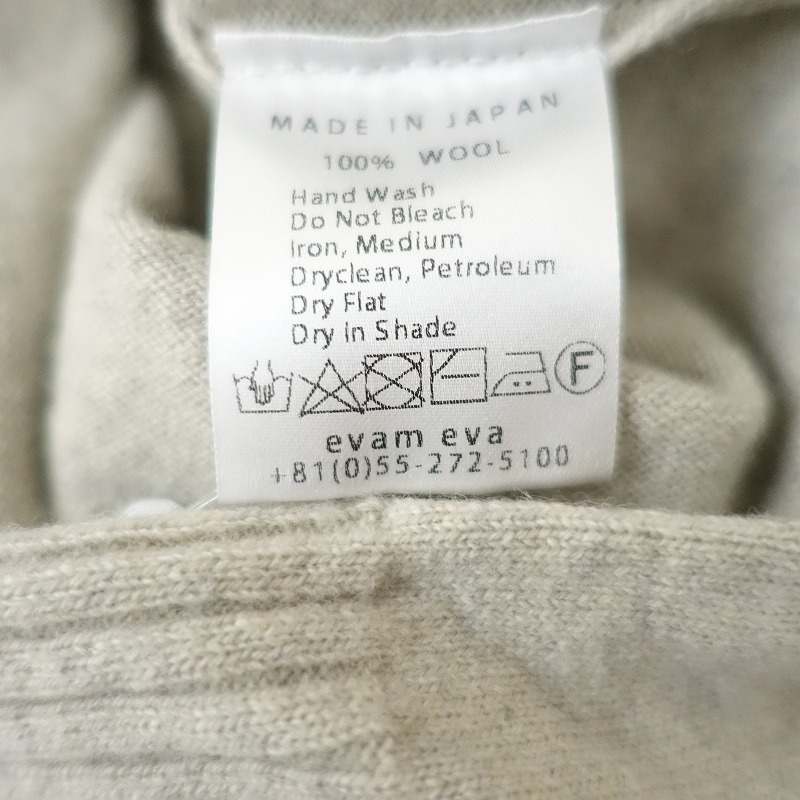 MADE IN JAPAN
100% WOOL
Hand Wash
Do Not Bleach
Iron, Medium
Dryclean, Petroleum
Dry Flat
Dry in Shade
F
evam eva
+81(0)55-272-5100